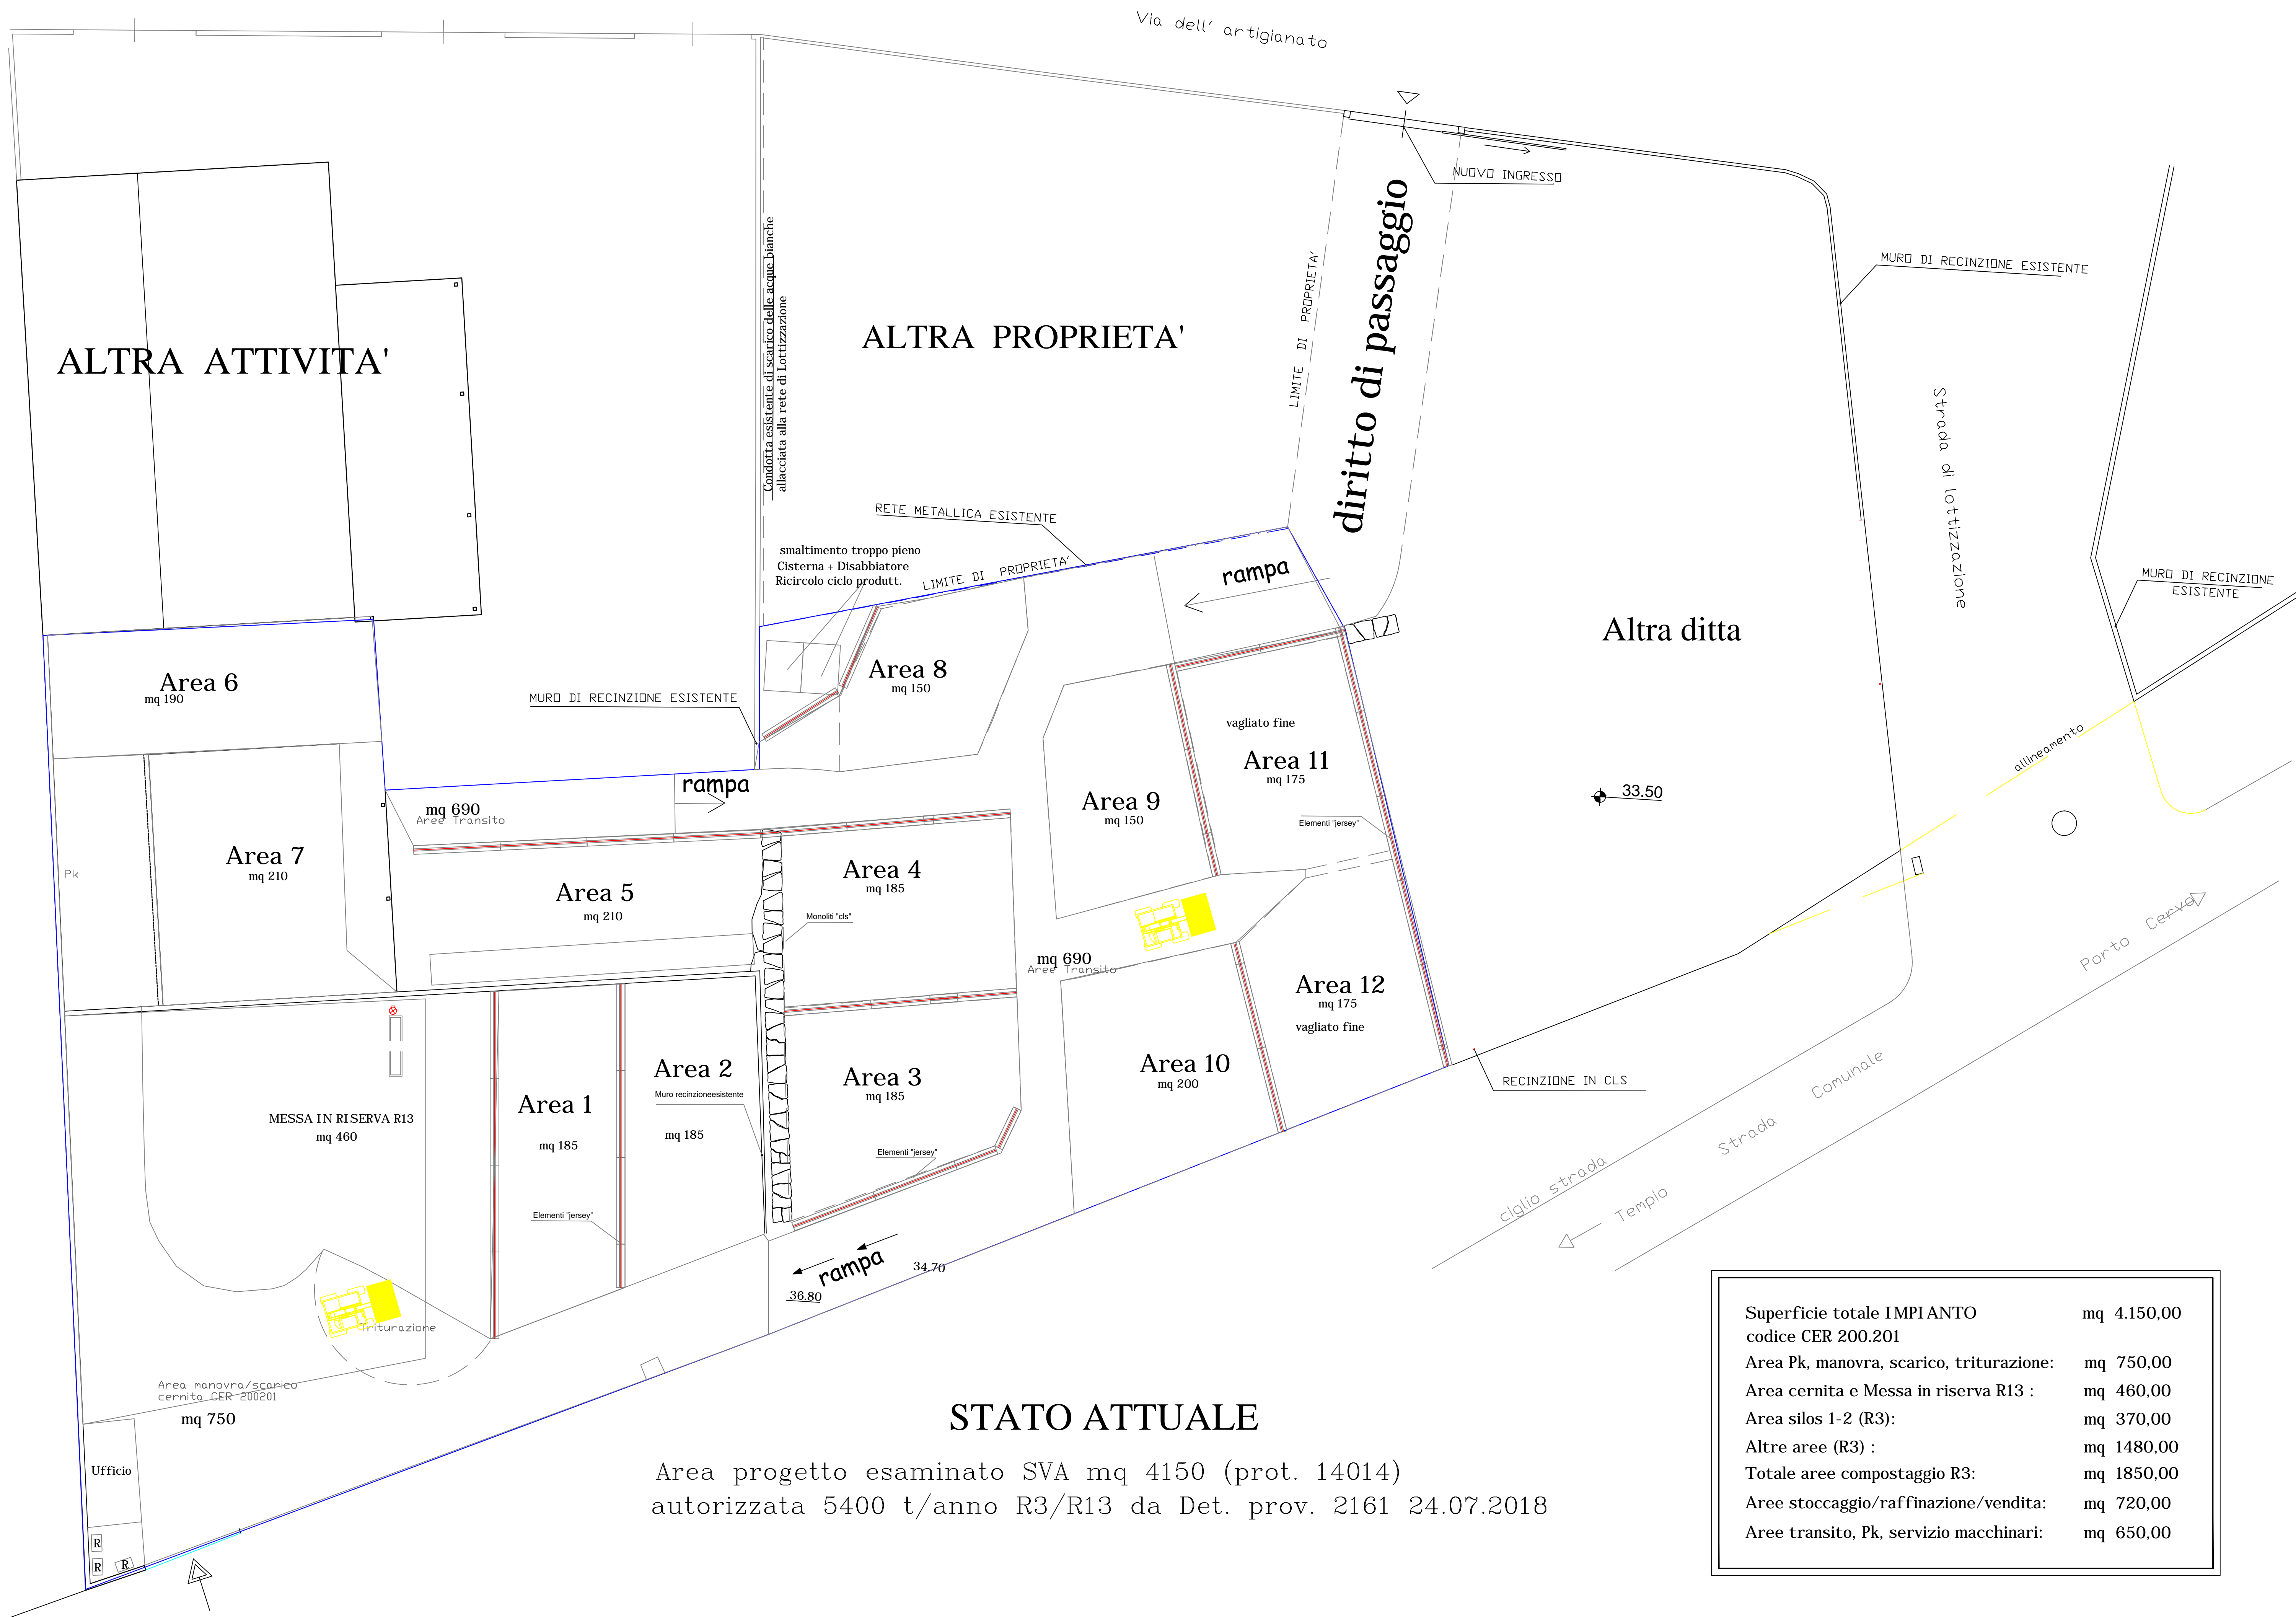 Via dell' artigianato
NUOVO INGRESSO
diritto di passaggio
LIMITE DI PROPRIETA'
MURO DI RECINZIONE ESISTENTE
ALTRA PROPRIETA'
ALTRA ATTIVITA'
Condotta esistente di scarico delle acque bianche
allacciata alla rete di Lottizzazione
Strada di lottizzazione
RETE METALLICA ESISTENTE
smaltimento troppo pieno
Cisterna + Disabbiatore
Ricircolo ciclo produtt.
LIMITE DI PROPRIETA'
rampa
MURO DI RECINZIONE
ESISTENTE
Altra ditta
Area 6
mq 190
MURO DI RECINZIONE ESISTENTE
Area 8
mq 150
vagliato fine
Area 11
mq 175
Elementi "jersey"
allineamento
33.50
rampa
mq 690
Aree Transito
Area 9
mq 150
Area 7
mq 210
Pk
Area 5
mq 210
Area 4
mq 185
Monoliti "cls"
Porto Cervo
mq 690
Aree Transito
Area 12
mq 175
vagliato fine
Area 10
mq 200
RECINZIONE IN CLS
Strada Comunale
ciglio strada
Tempio
MESSA IN RISERVA R13
mq 460
Area 1
mq 185
Elementi "jersey"
Area 2
Muro recinzioneesistente
mq 185
Area 3
mq 185
Elementi "jersey"
rampa
34.70
36.80
Triturazione
Area manovra/scarico
cernita CER 200201
mq 750
Ufficio
R
R
R
STATO ATTUALE
Area progetto esaminato SVA mq 4150 (prot. 14014)
autorizzata 5400 t/anno R3/R13 da Det. prov. 2161 24.07.2018
Superficie totale IMPIANTO mq 4.150,00
codice CER 200.201
Area Pk, manovra, scarico, triturazione: mq 750,00
Area cernita e Messa in riserva R13 : mq 460,00
Area silos 1-2 (R3): mq 370,00
Altre aree (R3) : mq 1480,00
Totale aree compostaggio R3: mq 1850,00
Aree stoccaggio/raffinazione/vendita: mq 720,00
Aree transito, Pk, servizio macchinari: mq 650,00